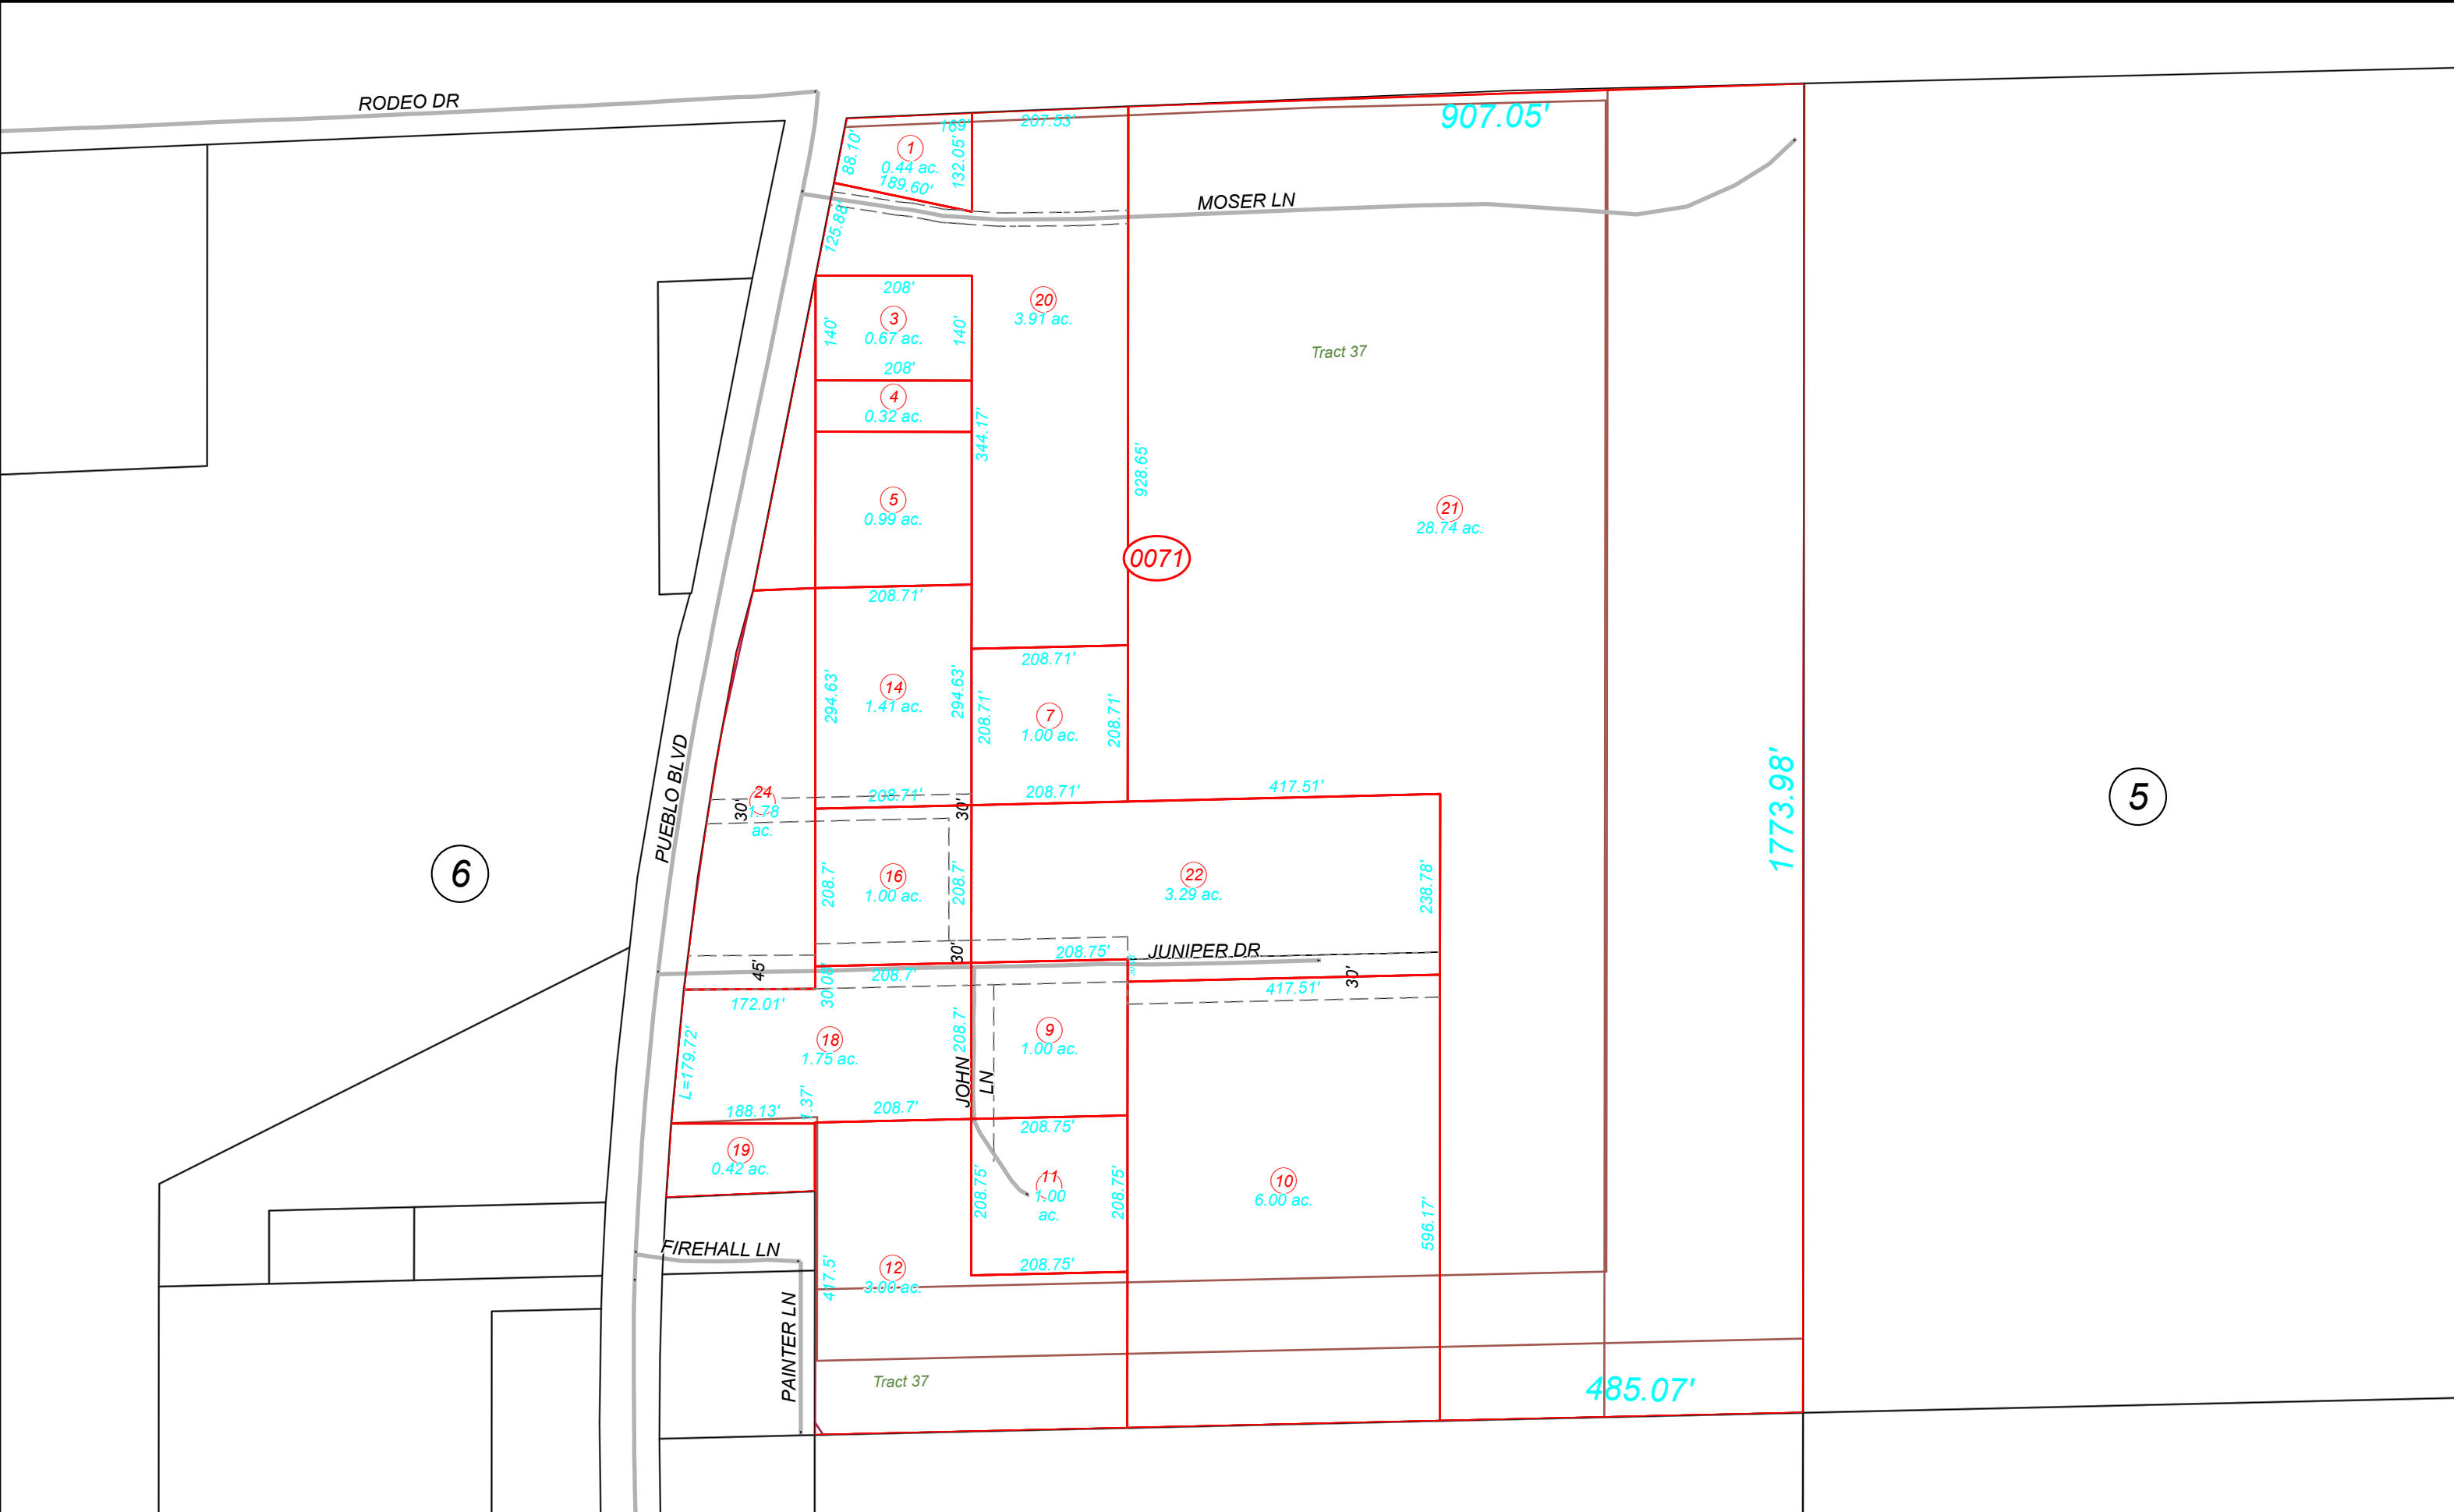 RODEO DR
907.05'
169'
207.53'
88.10'
1
132.05'
0.44 ac.
189.60'
MOSER LN
125.88'
208'
20
3.91 ac.
3
140'
140'
0.67 ac.
Tract 37
208'
4
0.32 ac.
344.17'
928.65'
5
0.99 ac.
21
28.74 ac.
0071
208.71'
208.71'
14
1.41 ac.
294.63'
294.63'
7
1.00 ac.
208.71'
208.71'
PUEBLO BLVD
24
1.78
ac.
30'
208.71'
30'
208.71'
417.51'
1773.98'
5
6
16
1.00 ac.
208.7'
208.7'
22
3.29 ac.
238.78'
45'
30'
208.75'
JUNIPER DR
30.08'
208.7'
417.51'
30'
172.01'
18
1.75 ac.
208.7'
9
1.00 ac.
L=179.72'
JOHN
LN
188.13'
1.37'
208.7'
208.75'
19
0.42 ac.
208.75'
11
1.00
ac.
208.75'
10
6.00 ac.
596.17'
FIREHALL LN
12
3.00 ac.
417.5'
208.75'
PAINTER LN
Tract 37
485.07'